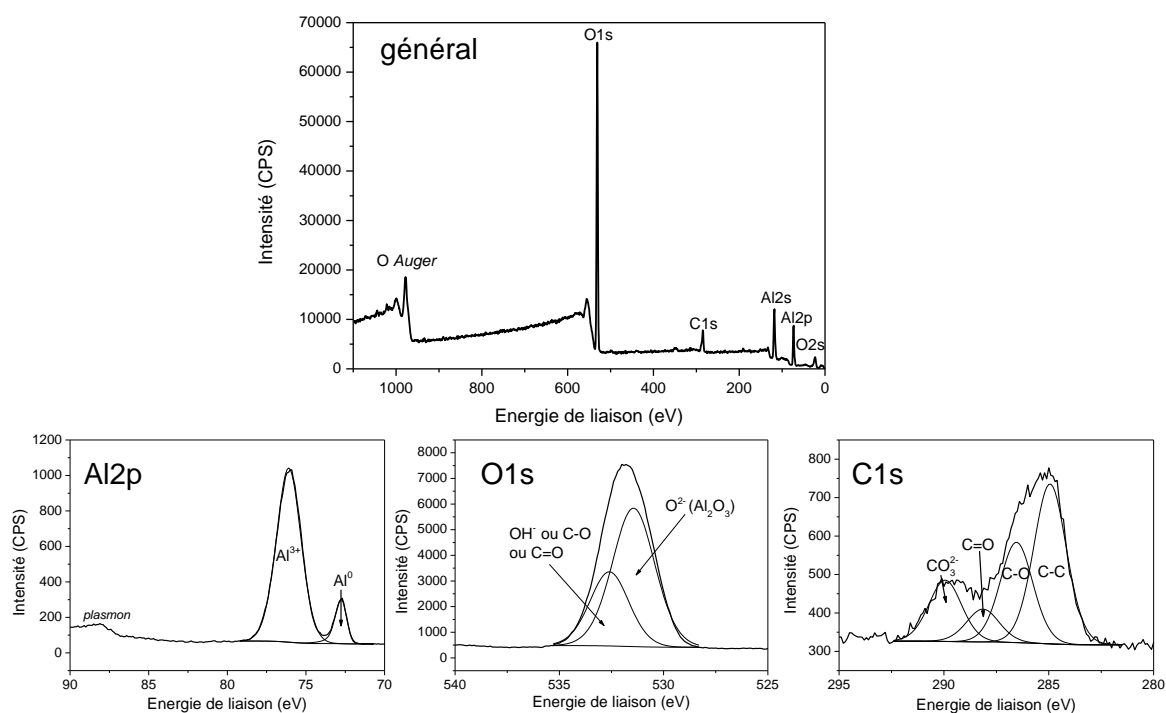 général
Intensité (CPS)
70000
60000
50000
40000
30000
20000
10000
0
O1s
O Auger
C1s
Al2s
Al2p
O2s
1000 800 600 400 200 0
Energie de liaison (eV)
Al2p
Intensité (CPS)
1200
1000
800
600
400
200
0
Al³⁺
Al⁰
plasmon
90 85 80 75 70
Energie de liaison (eV)
O1s
Intensité (CPS)
8000
7000
6000
5000
4000
3000
2000
1000
0
O²⁻ (Al₂O₃)
OH⁻ ou C-O
ou C=O
540 535 530 525
Energie de liaison (eV)
C1s
Intensité (CPS)
800
700
600
500
400
300
CO₃²⁻
C=O
C-O
C-C
295 290 285 280
Energie de liaison (eV)